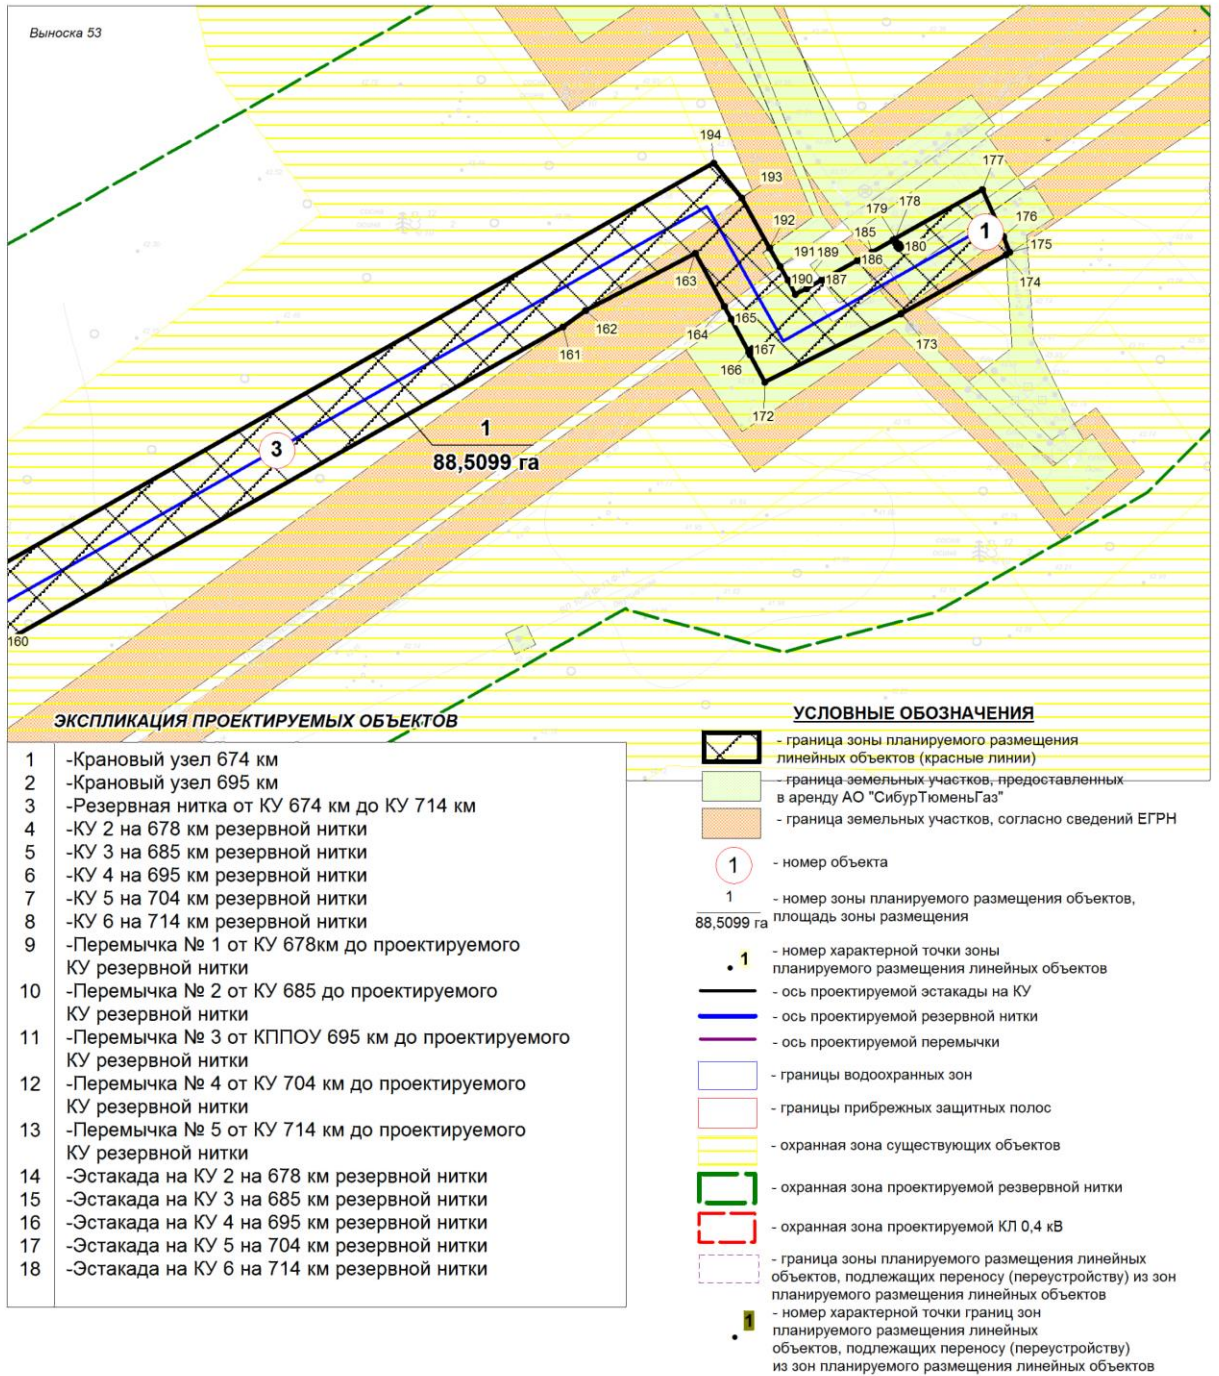 Выноска 53
194
193
177
192
179
178
176
185
1
180
175
191
189
186
163
190
187
174
162
164
165
173
161
167
166
172
1
88,5099 га
3
160
ЭКСПЛИКАЦИЯ ПРОЕКТИРУЕМЫХ ОБЪЕКТОВ
1 -Крановый узел 674 км
2 -Крановый узел 695 км
3 -Резервная нитка от КУ 674 км до КУ 714 км
4 -КУ 2 на 678 км резервной нитки
5 -КУ 3 на 685 км резервной нитки
6 -КУ 4 на 695 км резервной нитки
7 -КУ 5 на 704 км резервной нитки
8 -КУ 6 на 714 км резервной нитки
9 -Перемычка № 1 от КУ 678км до проектируемого
КУ резервной нитки
10 -Перемычка № 2 от КУ 685 до проектируемого
КУ резервной нитки
11 -Перемычка № 3 от КППОУ 695 км до проектируемого
КУ резервной нитки
12 -Перемычка № 4 от КУ 704 км до проектируемого
КУ резервной нитки
13 -Перемычка № 5 от КУ 714 км до проектируемого
КУ резервной нитки
14 -Эстакада на КУ 2 на 678 км резервной нитки
15 -Эстакада на КУ 3 на 685 км резервной нитки
16 -Эстакада на КУ 4 на 695 км резервной нитки
17 -Эстакада на КУ 5 на 704 км резервной нитки
18 -Эстакада на КУ 6 на 714 км резервной нитки
УСЛОВНЫЕ ОБОЗНАЧЕНИЯ
- граница зоны планируемого размещения
линейных объектов (красные линии)
- граница земельных участков, предоставленных
в аренду АО "СибурТюменьГаз"
- граница земельных участков, согласно сведений ЕГРН
1 - номер объекта
1 - номер зоны планируемого размещения объектов,
88,5099 га площадь зоны размещения
1 - номер характерной точки зоны
планируемого размещения линейных объектов
- ось проектируемой эстакады на КУ
- ось проектируемой резервной нитки
- ось проектируемой перемычки
- границы водоохранных зон
- границы прибрежных защитных полос
- охранная зона существующих объектов
- охранная зона проектируемой резвервной нитки
- охранная зона проектируемой КЛ 0,4 кВ
- граница зоны планируемого размещения линейных
объектов, подлежащих переносу (переустройству) из зон
планируемого размещения линейных объектов
1 - номер характерной точки границ зон
планируемого размещения линейных
объектов, подлежащих переносу (переустройству)
из зон планируемого размещения линейных объектов